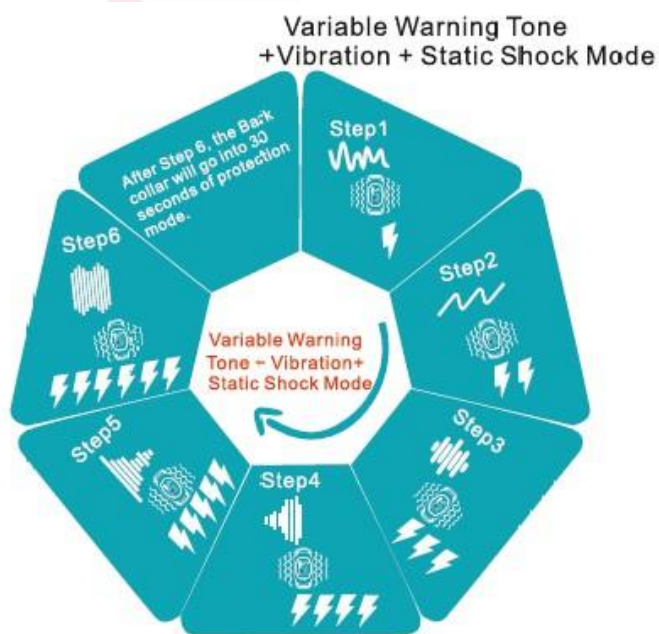 Variable Warning Tone
+Vibration + Static Shock Mode
Step1
Step2
Step3
Step4
Step5
Step6
After Step 6, the Bark
collar will go into 30
seconds of protection
mode.
Variable Warning
Tone - Vibration+
Static Shock Mode